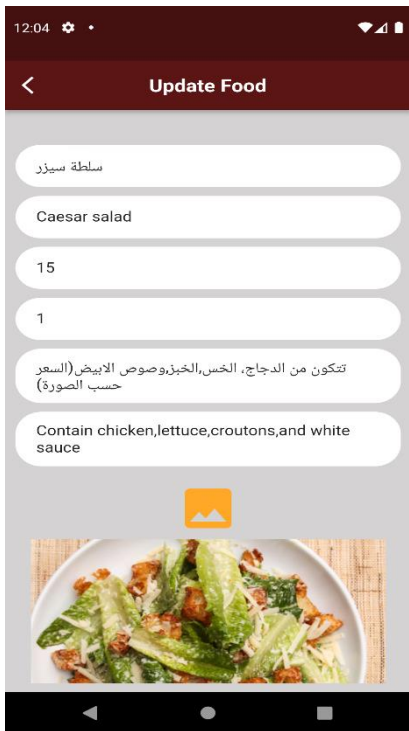 12:04
Update Food
سلطة سيزر
Caesar salad
15
1
تتكون من الدجاج، الخس,الخبز,وصوص الابيض(السعر
حسب الصورة)
Contain chicken,lettuce,croutons,and white
sauce